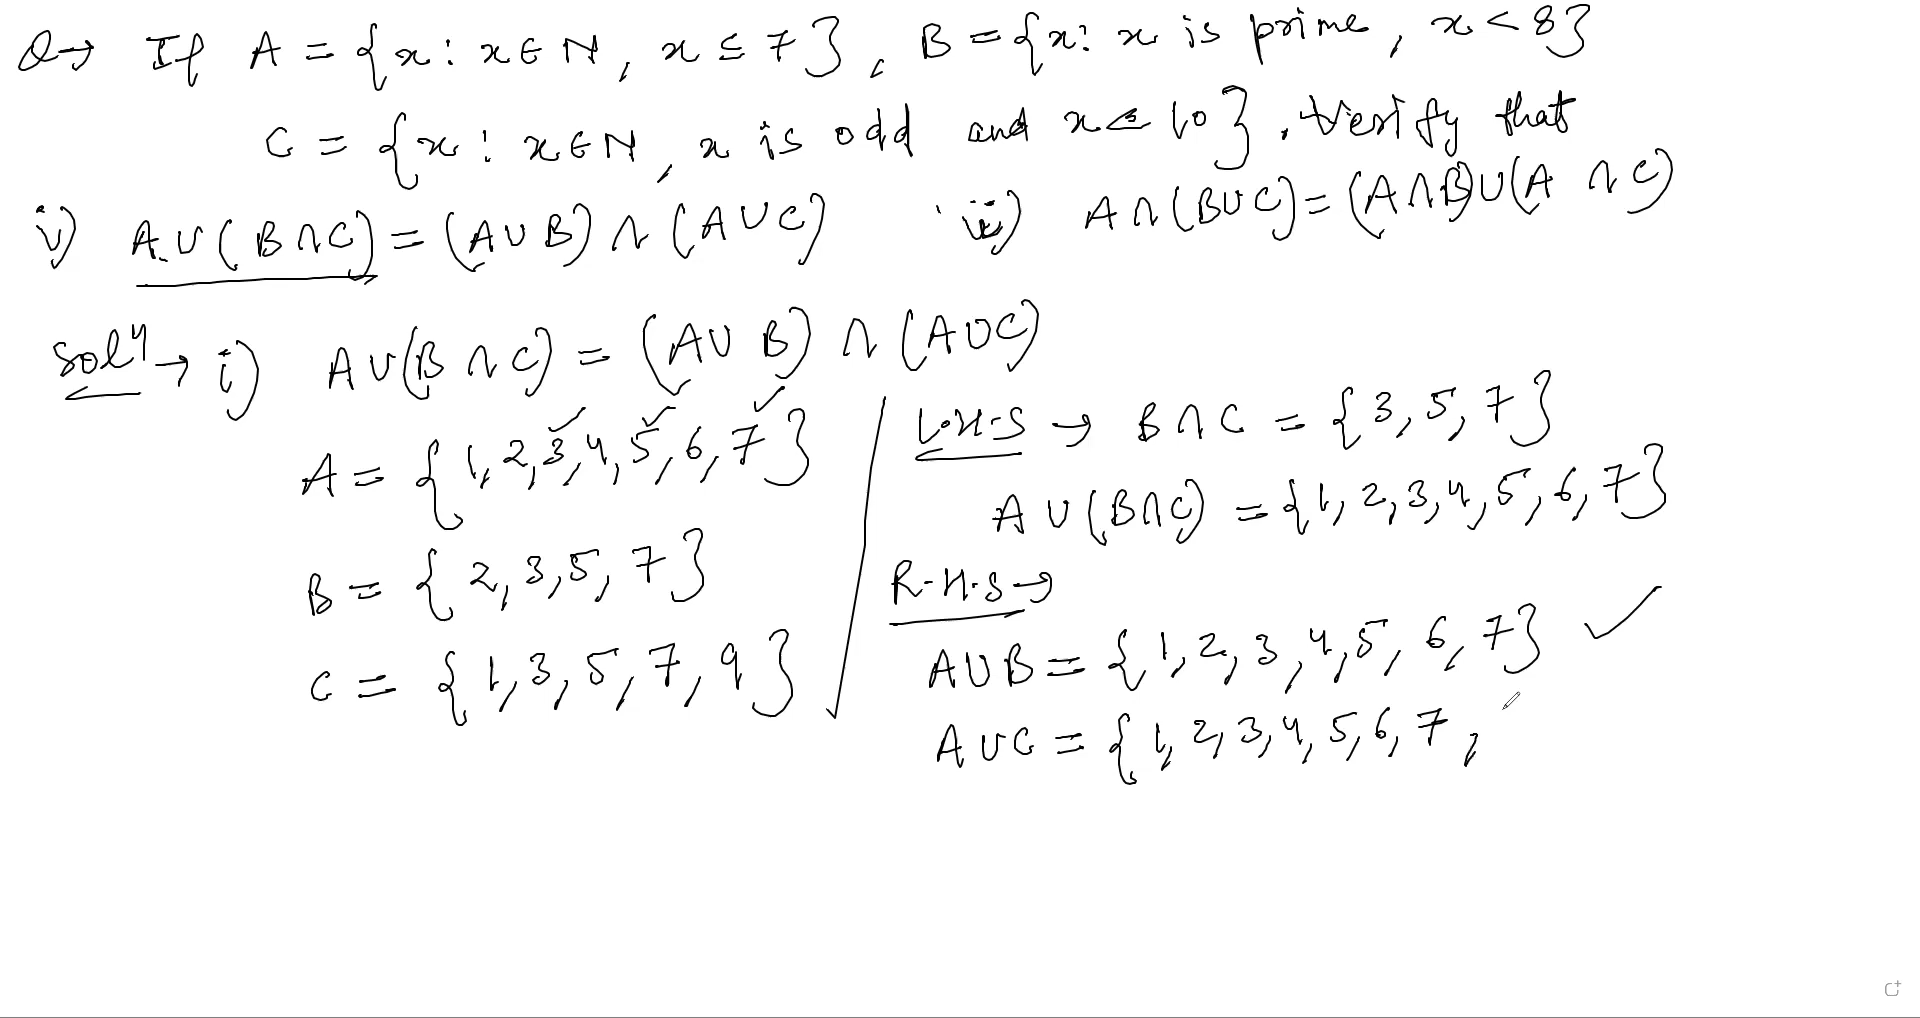 Q→ If A = {x : x ∈ N, x ≤ 7}, B = {x : x is prime, x < 8}
C = {x : x ∈ N, x is odd and x < 10}. Verify that
i) A ∪ (B ∩ C) = (A ∪ B) ∩ (A ∪ C) ii) A ∩ (B ∪ C) = (A ∩ B) ∪ (A ∩ C)
Solⁿ → i) A ∪ (B ∩ C) = (A ∪ B) ∩ (A ∪ C)
A = {1, 2, 3, 4, 5, 6, 7}
B = {2, 3, 5, 7}
C = {1, 3, 5, 7, 9}
L.H.S → B ∩ C = {3, 5, 7}
A ∪ (B ∩ C) = {1, 2, 3, 4, 5, 6, 7}
R.H.S →
A ∪ B = {1, 2, 3, 4, 5, 6, 7} ✓
A ∪ C = {1, 2, 3, 4, 5, 6, 7,